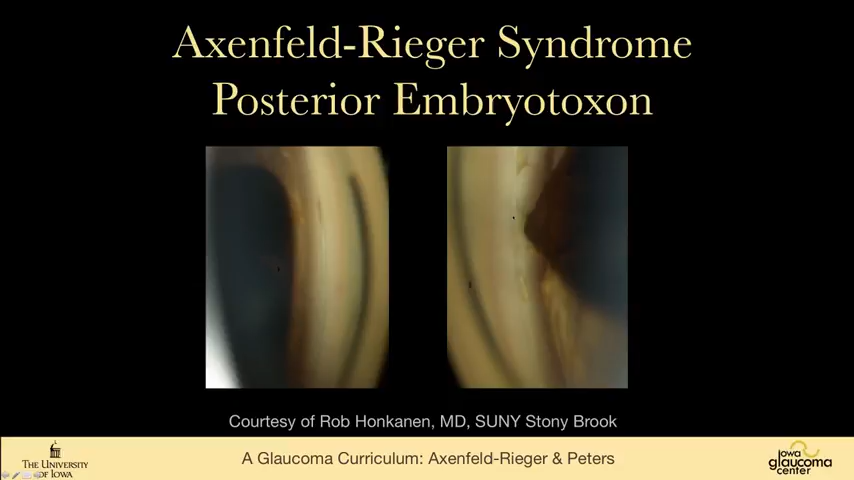 Axenfeld-Rieger Syndrome
Posterior Embryotoxon
Courtesy of Rob Honkanen, MD, SUNY Stony Brook
A Glaucoma Curriculum: Axenfeld-Rieger & Peters
THE UNIVERSITY
OF IOWA
iowa
glaucoma
center